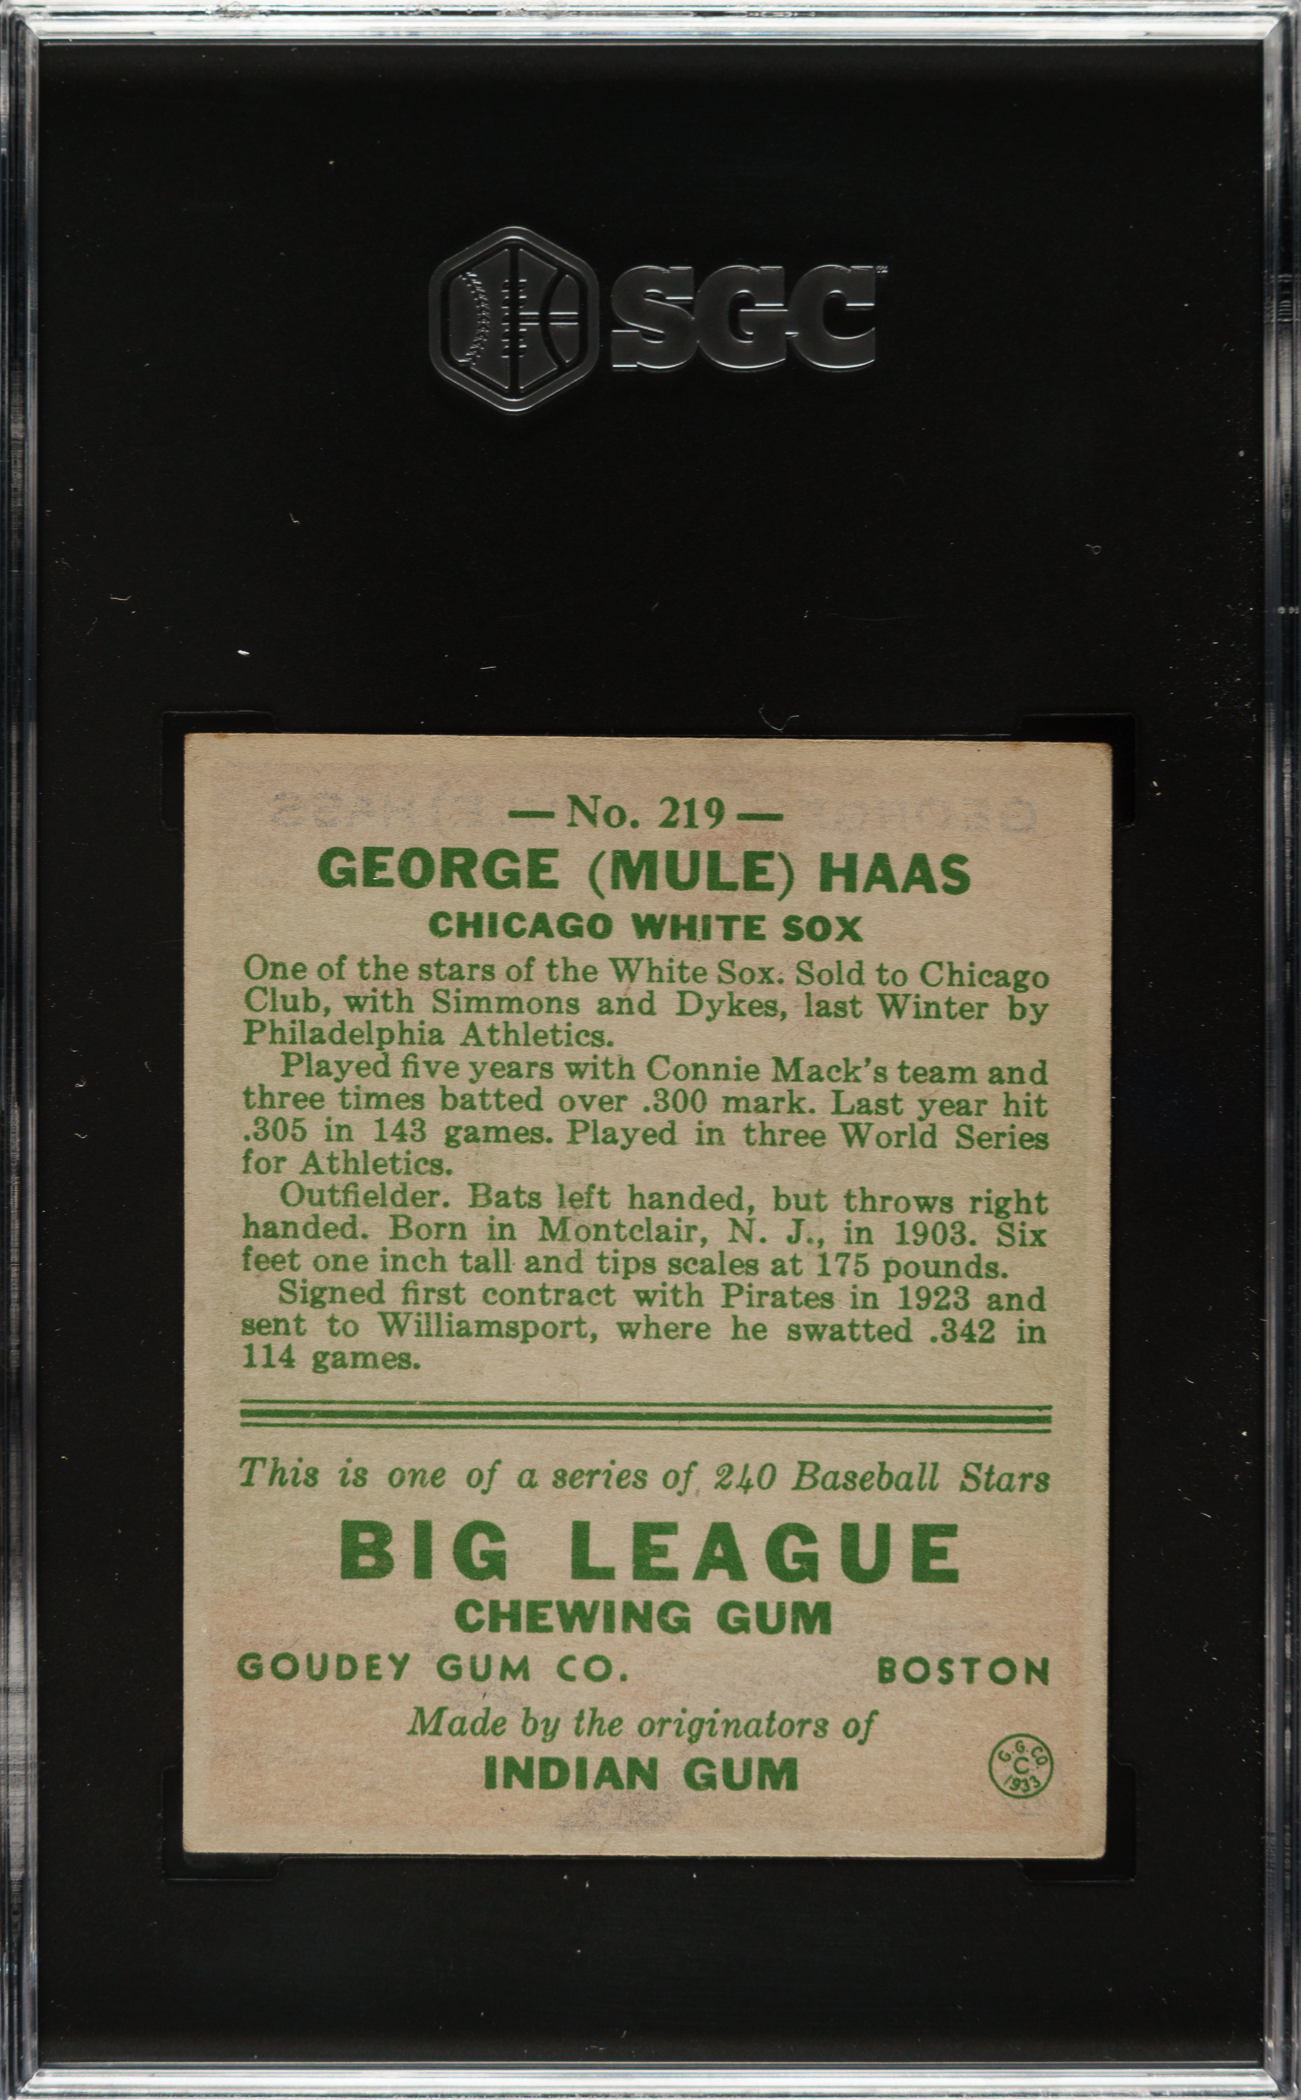 SGC
— No. 219 —
GEORGE (MULE) HAAS
CHICAGO WHITE SOX
One of the stars of the White Sox. Sold to Chicago
Club, with Simmons and Dykes, last Winter by
Philadelphia Athletics.
Played five years with Connie Mack's team and
three times batted over .300 mark. Last year hit
.305 in 143 games. Played in three World Series
for Athletics.
Outfielder. Bats left handed, but throws right
handed. Born in Montclair, N. J., in 1903. Six
feet one inch tall and tips scales at 175 pounds.
Signed first contract with Pirates in 1923 and
sent to Williamsport, where he swatted .342 in
114 games.
This is one of a series of 240 Baseball Stars
BIG LEAGUE
CHEWING GUM
GOUDEY GUM CO. BOSTON
Made by the originators of
INDIAN GUM
G. G. CO.
C
1933